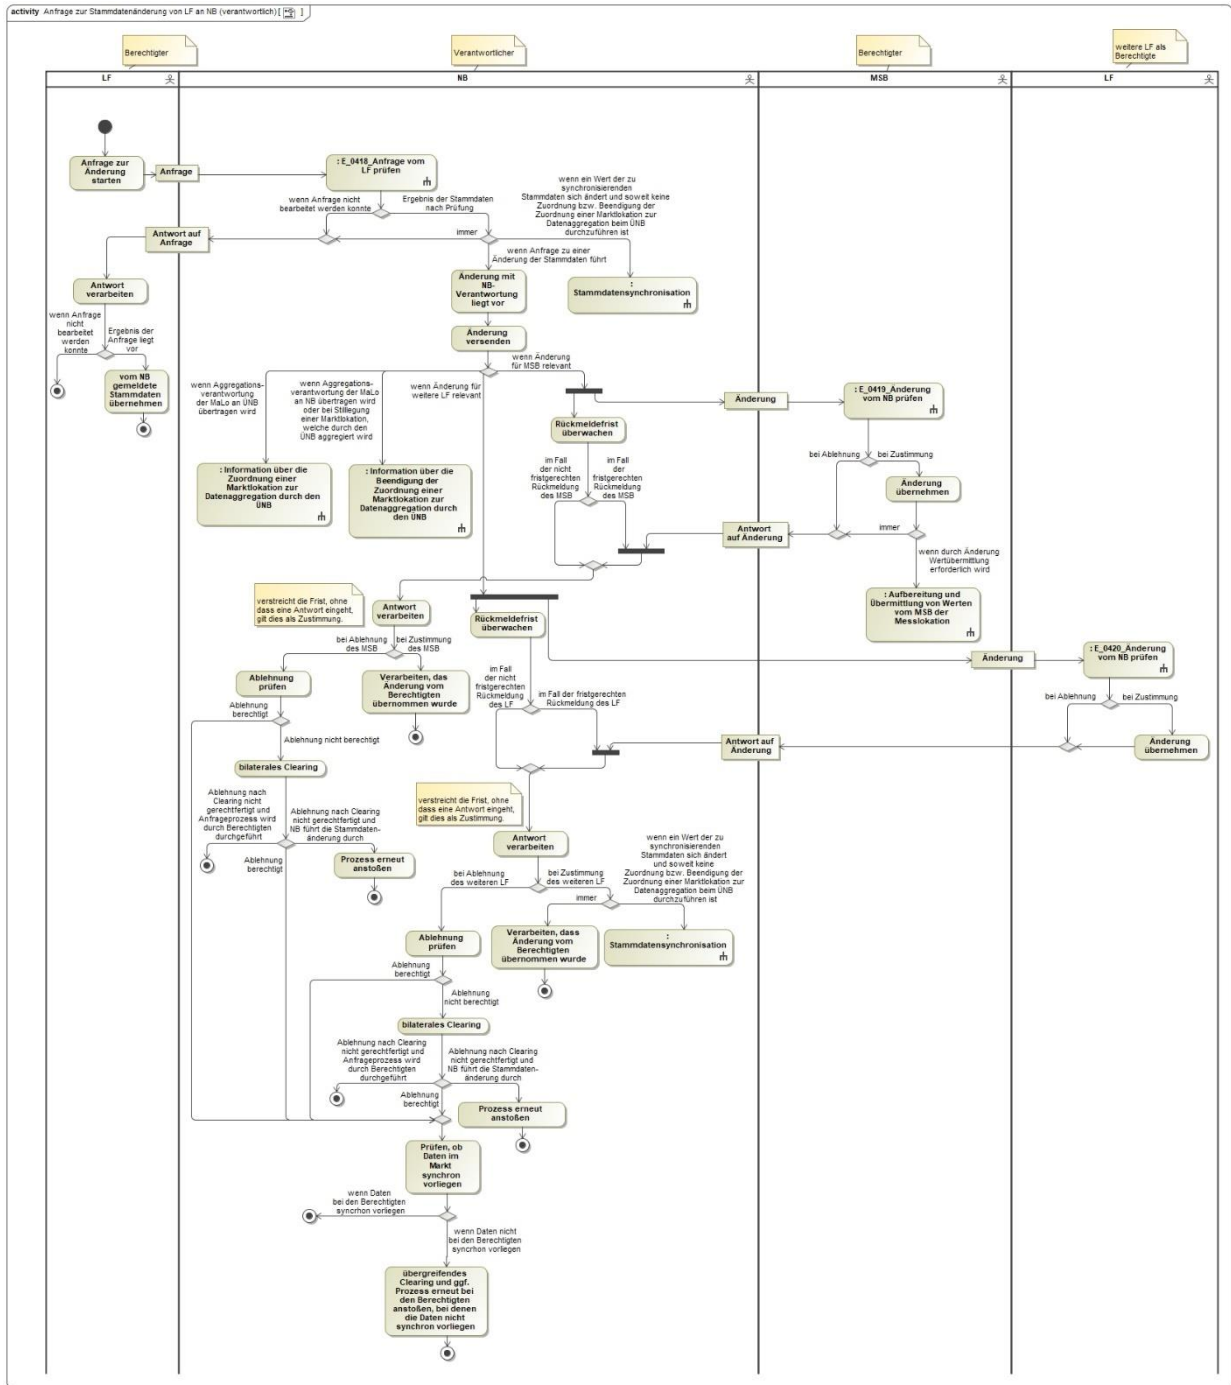 activity Anfrage zur Stammdatenänderung von LF an NB (verantwortlich) [ ]
Berechtigter
Verantwortlicher
Berechtigter
weitere LF als
Berechtigte
LF
NB
MSB
LF
Anfrage zur
Änderung
starten
Anfrage
: E_0418_Anfrage vom
LF prüfen
wenn Anfrage nicht
bearbeitet werden konnte
Ergebnis der Stammdaten
nach Prüfung
wenn ein Wert der zu
synchronisierenden
Stammdaten sich ändert und soweit keine
Zuordnung bzw. Beendigung der
Zuordnung einer Marktlokation zur
Datenaggregation beim ÜNB
durchzuführen ist
Antwort auf
Anfrage
immer
wenn Anfrage zu einer
Änderung der Stammdaten führt
Antwort
verarbeiten
Änderung mit
NB-
Verantwortung
liegt vor
:
Stammdatensynchronisation
wenn Anfrage
nicht
bearbeitet
werden
konnte
Ergebnis der
Anfrage liegt
vor
Änderung
versenden
vom NB
gemeldete
Stammdaten
übernehmen
wenn Änderung
für MSB relevant
wenn Aggregations-
verantwortung
der MaLo an ÜNB
übertragen wird
wenn Aggregations-
verantwortung der MaLo
an NB übertragen wird
oder bei Stillegung
einer Marktlokation,
welche durch den
ÜNB aggregiert wird
wenn Änderung für
weitere LF relevant
Änderung
: E_0419_Änderung
vom NB prüfen
Rückmeldefrist
überwachen
: Information über die
Zuordnung einer
Marktlokation zur
Datenaggregation durch den
ÜNB
: Information über die
Beendigung der
Zuordnung einer
Marktlokation zur
Datenaggregation durch
den ÜNB
im Fall
der nicht
fristgerechten
Rückmeldung
des MSB
im Fall
der
fristgerechten
Rückmeldung
des MSB
bei Ablehnung
bei Zustimmung
Änderung
übernehmen
Antwort
auf Änderung
immer
wenn durch Änderung
Wertübermittlung
erforderlich wird
verstreicht die Frist, ohne
dass eine Antwort eingeht,
gilt dies als Zustimmung.
Antwort
verarbeiten
Rückmeldefrist
überwachen
: Aufbereitung und
Übermittlung von Werten
vom MSB der
Messlokation
bei Ablehnung
des MSB
bei Zustimmung
des MSB
Änderung
: E_0420_Änderung
vom NB prüfen
Ablehnung
prüfen
Verarbeiten, das
Änderung vom
Berechtigten
übernommen wurde
im Fall
der nicht
fristgerechten
Rückmeldung
des LF
im Fall der fristgerechten
Rückmeldung des LF
bei Ablehnung
bei Zustimmung
Ablehnung
berechtigt
Ablehnung nicht berechtigt
Antwort auf
Änderung
Änderung
übernehmen
bilaterales Clearing
Ablehnung nach
Clearing nicht
gerechtfertigt und
Anfrageprozess wird
durch Berechtigten
durchgeführt
Ablehnung nach Clearing
nicht gerechtfertigt und
NB führt die Stammdaten-
änderung durch
verstreicht die Frist, ohne
dass eine Antwort eingeht,
gilt dies als Zustimmung.
Ablehnung
berechtigt
Prozess erneut
anstoßen
Antwort
verarbeiten
wenn ein Wert der zu
synchronisierenden
Stammdaten sich ändert
und soweit keine
Zuordnung bzw. Beendigung der
Zuordnung einer Marktlokation zur
Datenaggregation beim ÜNB
durchzuführen ist
bei Ablehnung
des weiteren LF
bei Zustimmung
des weiteren LF
immer
Ablehnung
prüfen
Verarbeiten, dass
Änderung vom
Berechtigten
übernommen wurde
:
Stammdatensynchronisation
Ablehnung
berechtigt
Ablehnung
nicht berechtigt
bilaterales Clearing
Ablehnung nach Clearing
nicht gerechtfertigt und
Anfrageprozess wird
durch Berechtigten
durchgeführt
Ablehnung nach Clearing
nicht gerechtfertigt und
NB führt die Stammdaten-
änderung durch
Ablehnung
berechtigt
Prozess erneut
anstoßen
Prüfen, ob
Daten im
Markt
synchron
vorliegen
wenn Daten
bei den Berechtigten
syncrhon vorliegen
wenn Daten nicht
bei den Berechtigten
syncrhon vorliegen
übergreifendes
Clearing und ggf.
Prozess erneut bei
den Berechtigten
anstoßen, bei denen
die Daten nicht
synchron vorliegen